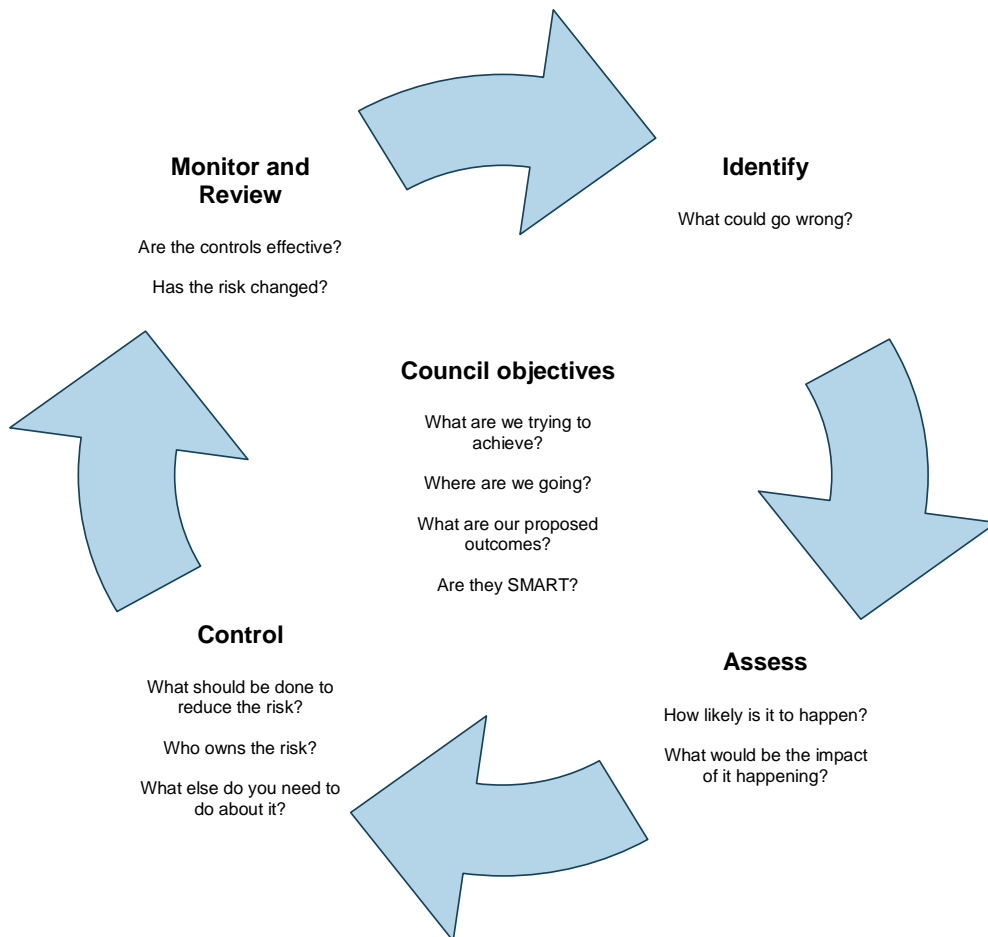 Monitor and
Review
Are the controls effective?
Has the risk changed?
Identify
What could go wrong?
Council objectives
What are we trying to
achieve?
Where are we going?
What are our proposed
outcomes?
Are they SMART?
Control
What should be done to
reduce the risk?
Who owns the risk?
What else do you need to
do about it?
Assess
How likely is it to happen?
What would be the impact
of it happening?